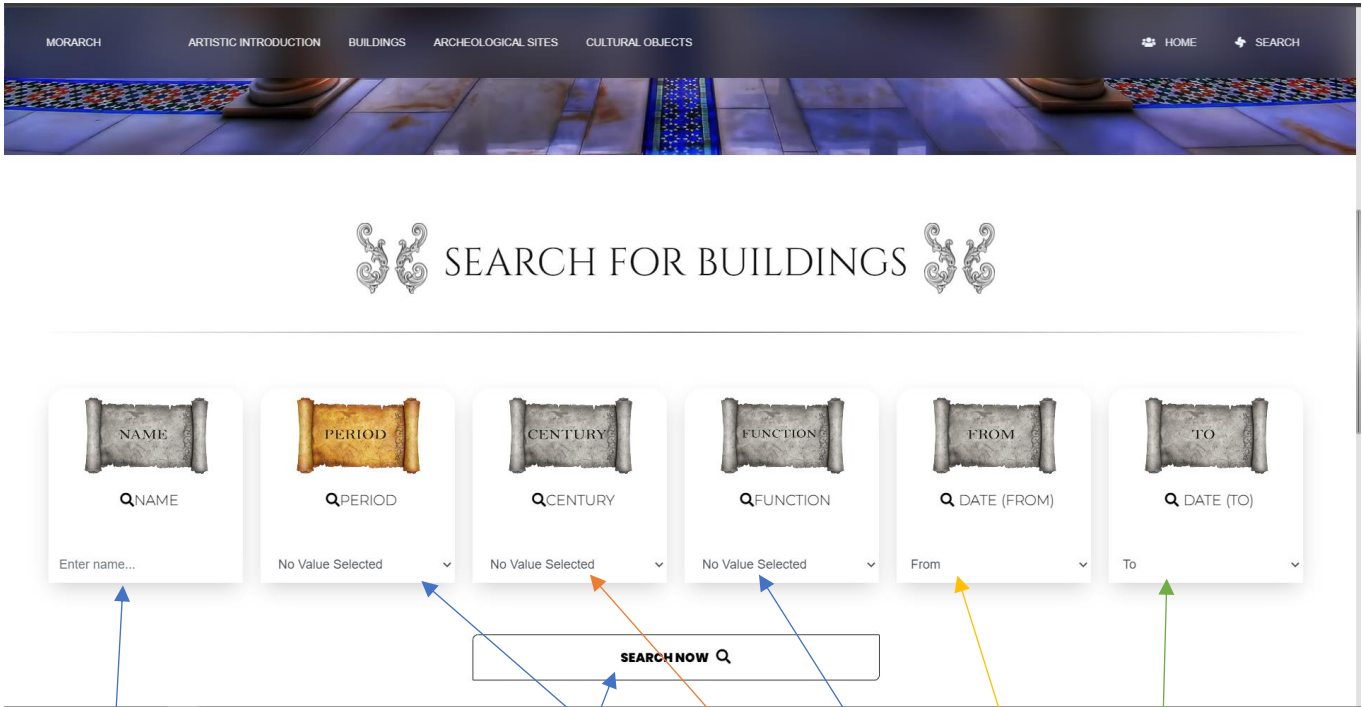 MORARCH ARTISTIC INTRODUCTION BUILDINGS ARCHEOLOGICAL SITES CULTURAL OBJECTS HOME SEARCH
SEARCH FOR BUILDINGS
NAME PERIOD CENTURY FUNCTION FROM TO
NAME PERIOD CENTURY FUNCTION DATE (FROM) DATE (TO)
Enter name... No Value Selected No Value Selected No Value Selected From To
SEARCH NOW